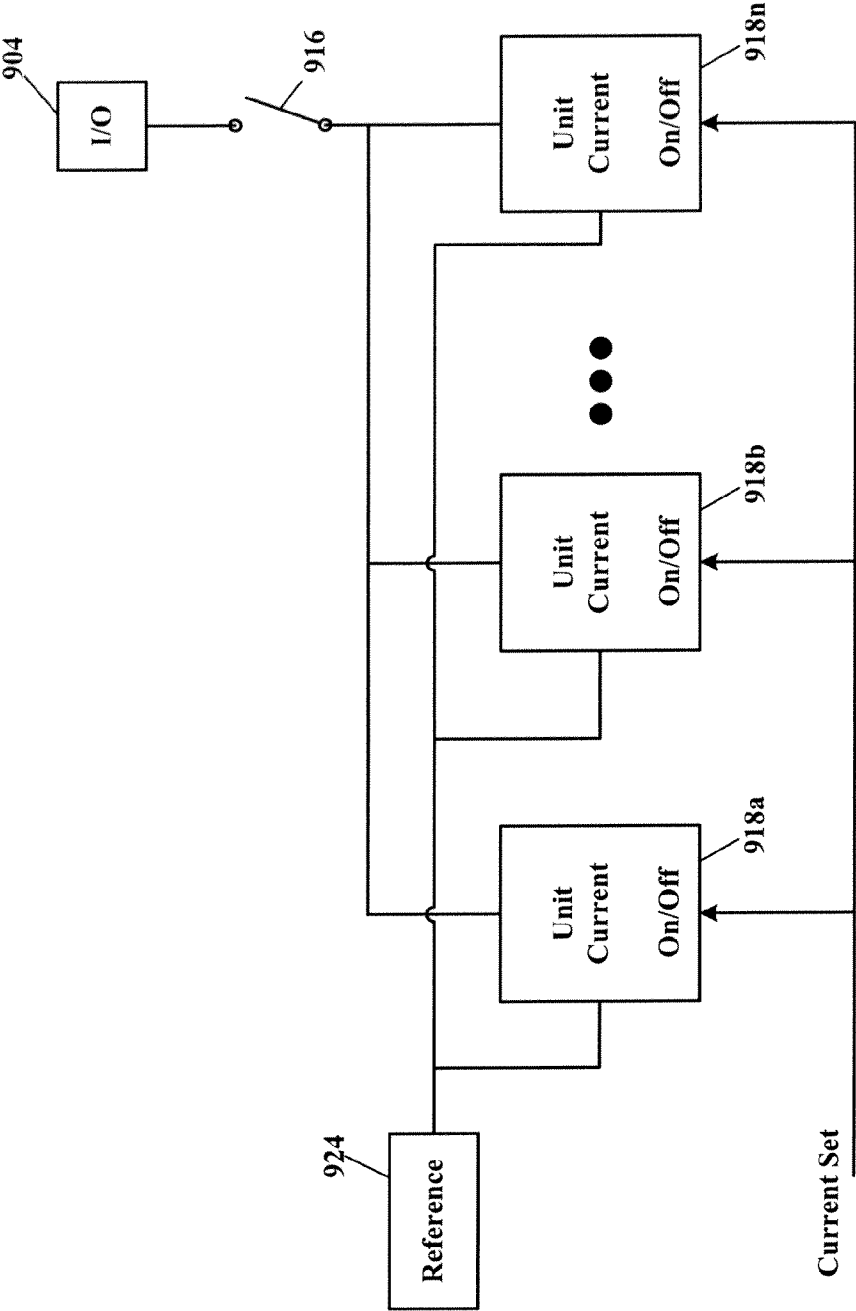 904
I/O
916
924
Reference
Unit
Current
On/Off
918a
Unit
Current
On/Off
918b
Unit
Current
On/Off
918n
Current Set